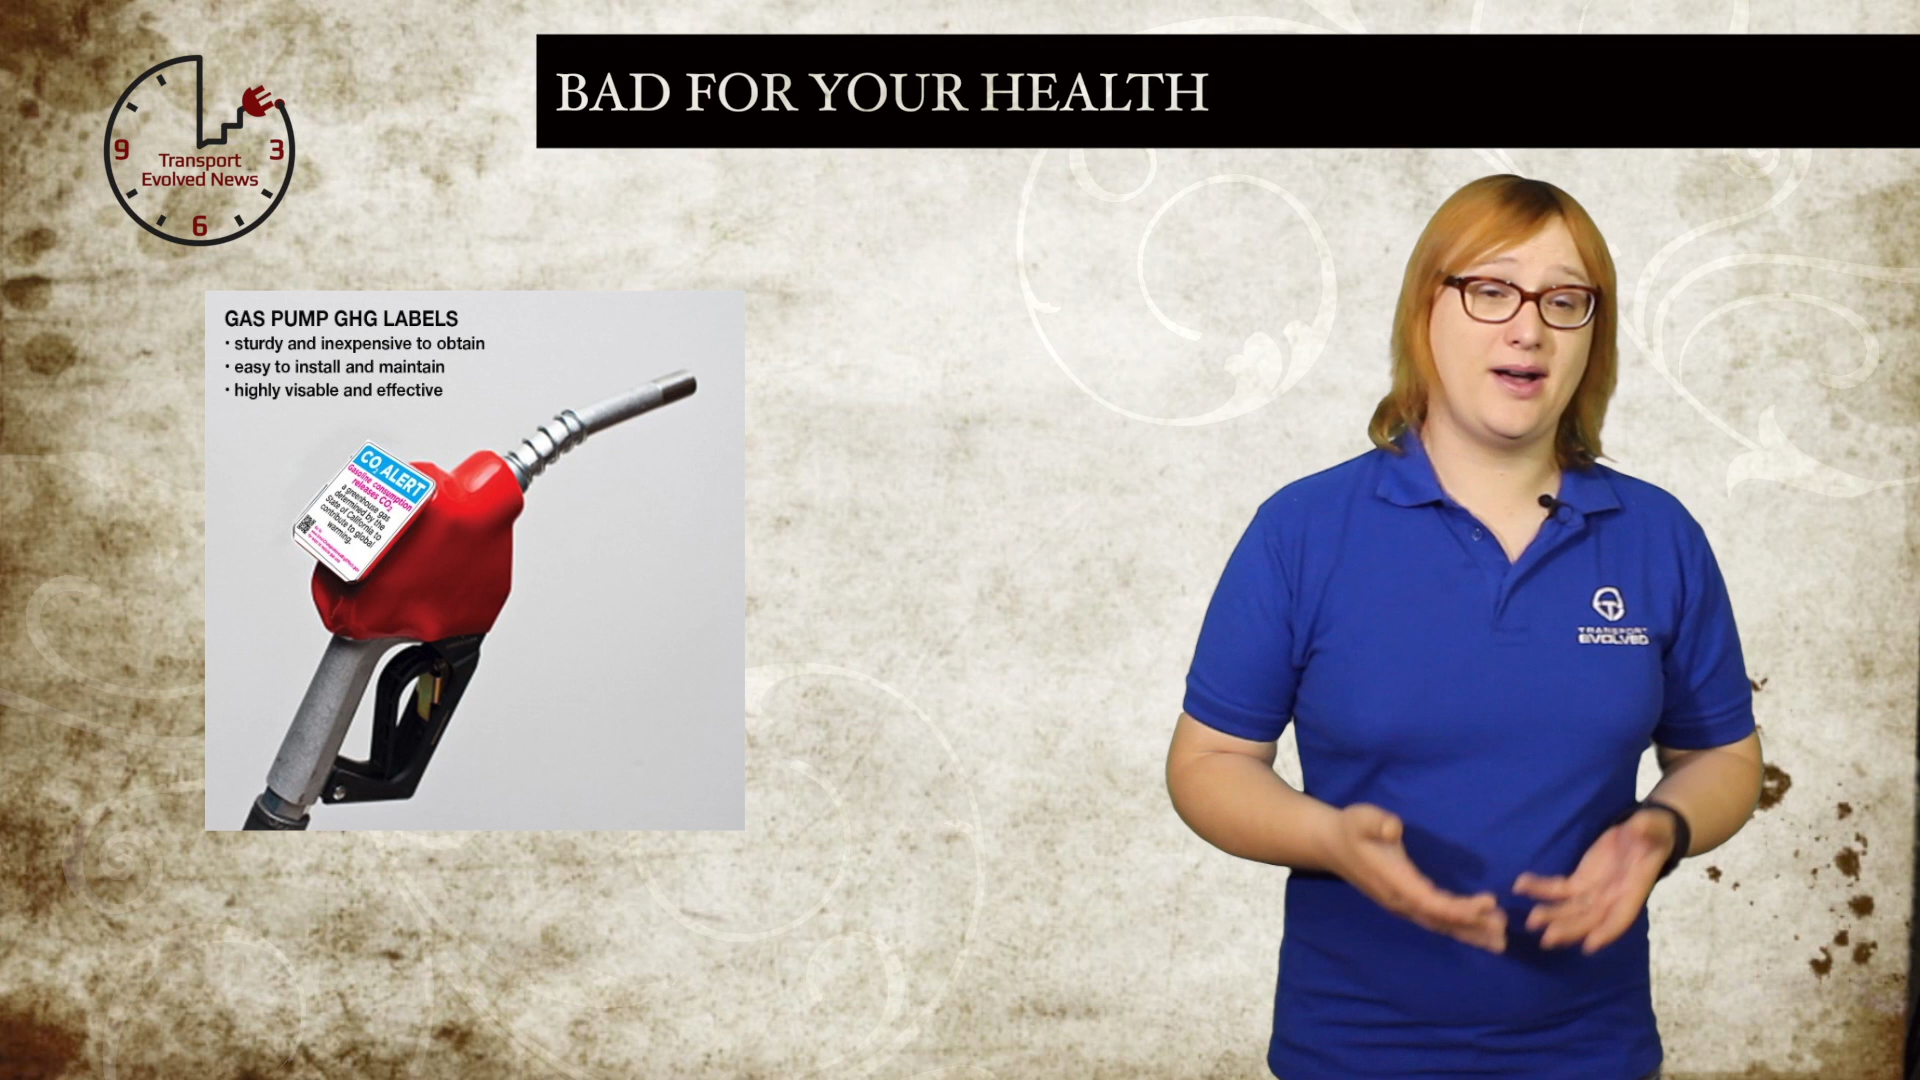 BAD FOR YOUR HEALTH
9
3
Transport
Evolved News
6
GAS PUMP GHG LABELS
• sturdy and inexpensive to obtain
• easy to install and maintain
• highly visable and effective
CO2 ALERT
Gasoline consumption
releases CO2
a greenhouse gas
determined by the
State of California to
contribute to global
warming.
TRANSPORT
EVOLVED